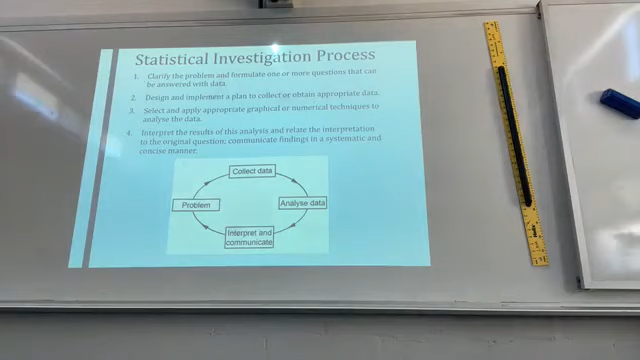 Statistical Investigation Process
1. Clarify the problem and formulate one or more questions that can
be answered with data.
2. Design and implement a plan to collect or obtain appropriate data.
3. Select and apply appropriate graphical or numerical techniques to
analyse the data.
4. Interpret the results of this analysis and relate the interpretation
to the original question; communicate findings in a systematic and
concise manner.
Collect data
Problem
Analyse data
Interpret and
communicate